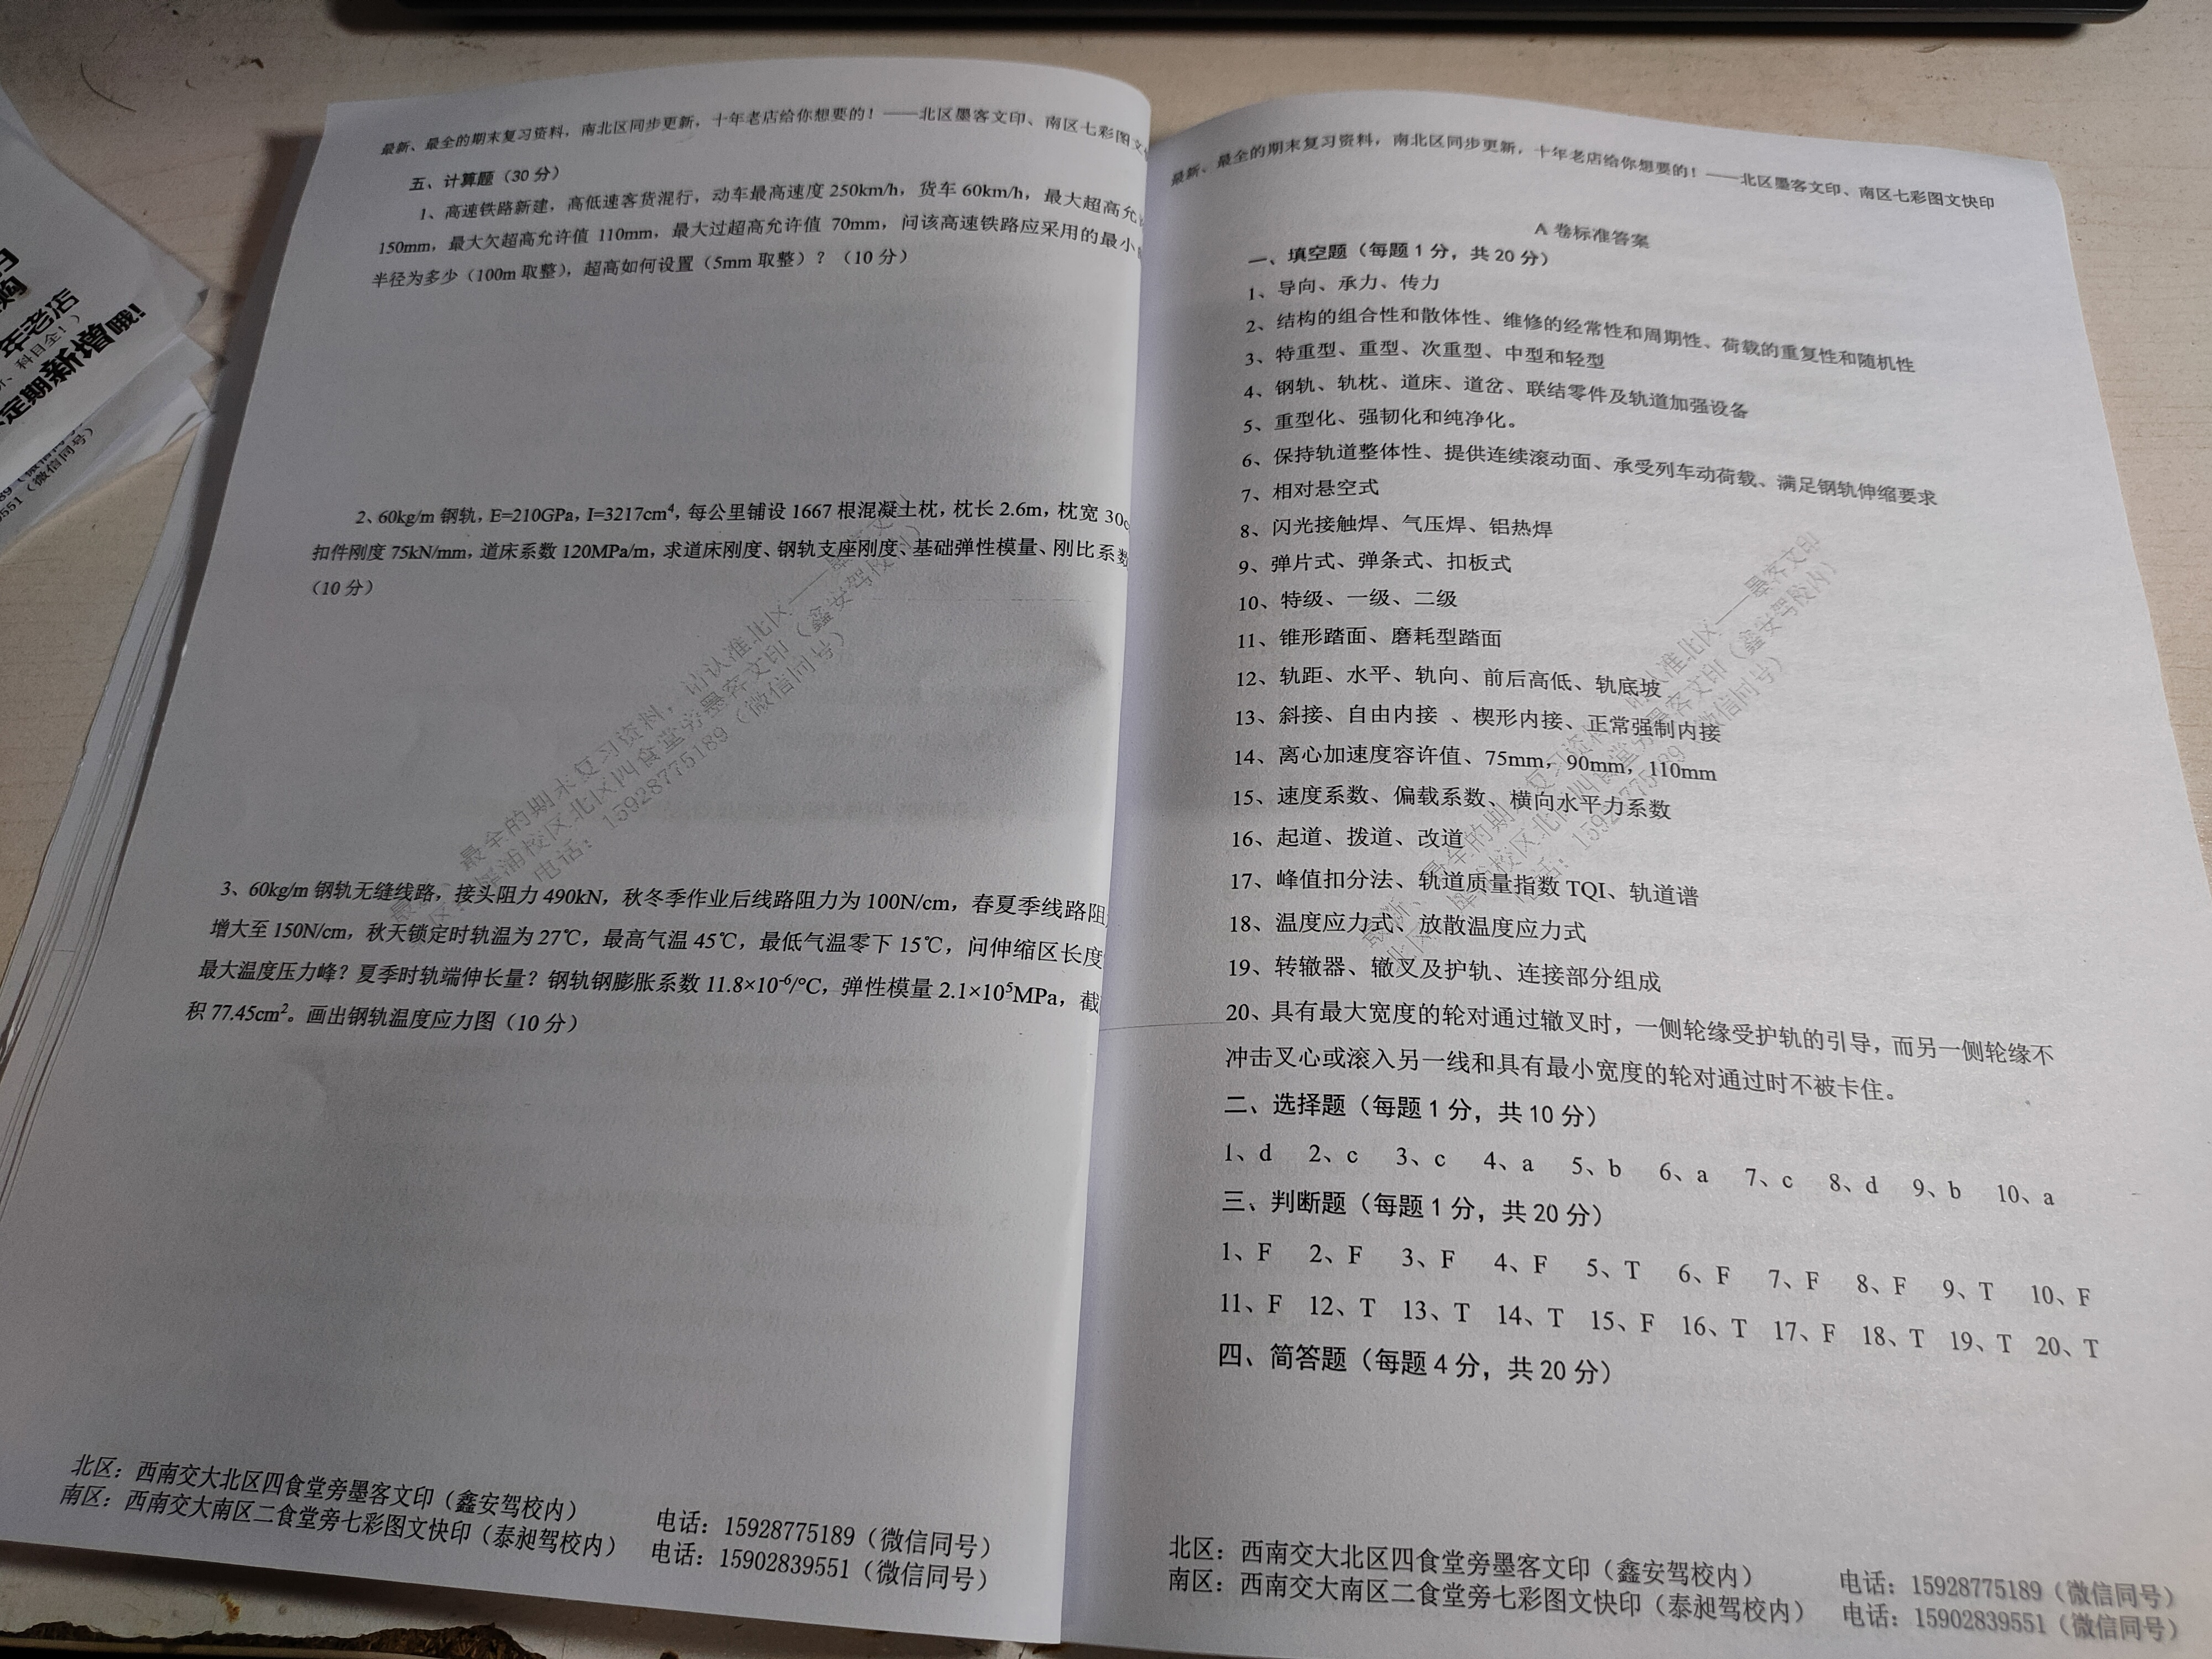 最新、最全的期末复习资料，南北区同步更新，十年老店给你想要的！——北区墨客文印、南区七彩图文
五、计算题（30 分）
1、高速铁路新建，高低速客货混行，动车最高速度 250km/h，货车 60km/h，最大超高允
150mm，最大欠超高允许值 110mm，最大过超高允许值 70mm，问该高速铁路应采用的最小
半径为多少（100m 取整），超高如何设置（5mm 取整）？（10 分）
2、60kg/m 钢轨，E=210GPa，I=3217cm⁴，每公里铺设 1667 根混凝土枕，枕长 2.6m，枕宽 30c
扣件刚度 75kN/mm，道床系数 120MPa/m，求道床刚度、钢轨支座刚度、基础弹性模量、刚比系数
（10 分）
3、60kg/m 钢轨无缝线路，接头阻力 490kN，秋冬季作业后线路阻力为 100N/cm，春夏季线路阻
增大至 150N/cm，秋天锁定时轨温为 27℃，最高气温 45℃，最低气温零下 15℃，问伸缩区长度
最大温度压力峰？夏季时轨端伸长量？钢轨钢膨胀系数 11.8×10⁻⁶/℃，弹性模量 2.1×10⁵MPa，截
积 77.45cm²。画出钢轨温度应力图（10 分）
北区：西南交大北区四食堂旁墨客文印（鑫安驾校内） 电话：15928775189（微信同号）
南区：西南交大南区二食堂旁七彩图文快印（泰昶驾校内） 电话：15902839551（微信同号）
最新、最全的期末复习资料，南北区同步更新，十年老店给你想要的！——北区墨客文印、南区七彩图文快印
A 卷标准答案
一、填空题（每题 1 分，共 20 分）
1、导向、承力、传力
2、结构的组合性和散体性、维修的经常性和周期性、荷载的重复性和随机性
3、特重型、重型、次重型、中型和轻型
4、钢轨、轨枕、道床、道岔、联结零件及轨道加强设备
5、重型化、强韧化和纯净化。
6、保持轨道整体性、提供连续滚动面、承受列车动荷载、满足钢轨伸缩要求
7、相对悬空式
8、闪光接触焊、气压焊、铝热焊
9、弹片式、弹条式、扣板式
10、特级、一级、二级
11、锥形踏面、磨耗型踏面
12、轨距、水平、轨向、前后高低、轨底坡
13、斜接、自由内接 、楔形内接、正常强制内接
14、离心加速度容许值、75mm，90mm，110mm
15、速度系数、偏载系数、横向水平力系数
16、起道、拨道、改道
17、峰值扣分法、轨道质量指数 TQI、轨道谱
18、温度应力式、放散温度应力式
19、转辙器、辙叉及护轨、连接部分组成
20、具有最大宽度的轮对通过辙叉时，一侧轮缘受护轨的引导，而另一侧轮缘不
冲击叉心或滚入另一线和具有最小宽度的轮对通过时不被卡住。
二、选择题（每题 1 分，共 10 分）
1、d 2、c 3、c 4、a 5、b 6、a 7、c 8、d 9、b 10、a
三、判断题（每题 1 分，共 20 分）
1、F 2、F 3、F 4、F 5、T 6、F 7、F 8、F 9、T 10、F
11、F 12、T 13、T 14、T 15、F 16、T 17、F 18、T 19、T 20、T
四、简答题（每题 4 分，共 20 分）
北区：西南交大北区四食堂旁墨客文印（鑫安驾校内） 电话：15928775189（微信同号）
南区：西南交大南区二食堂旁七彩图文快印（泰昶驾校内） 电话：15902839551（微信同号）
年老店
科目全！）
定期新增哦！
（微信同号）